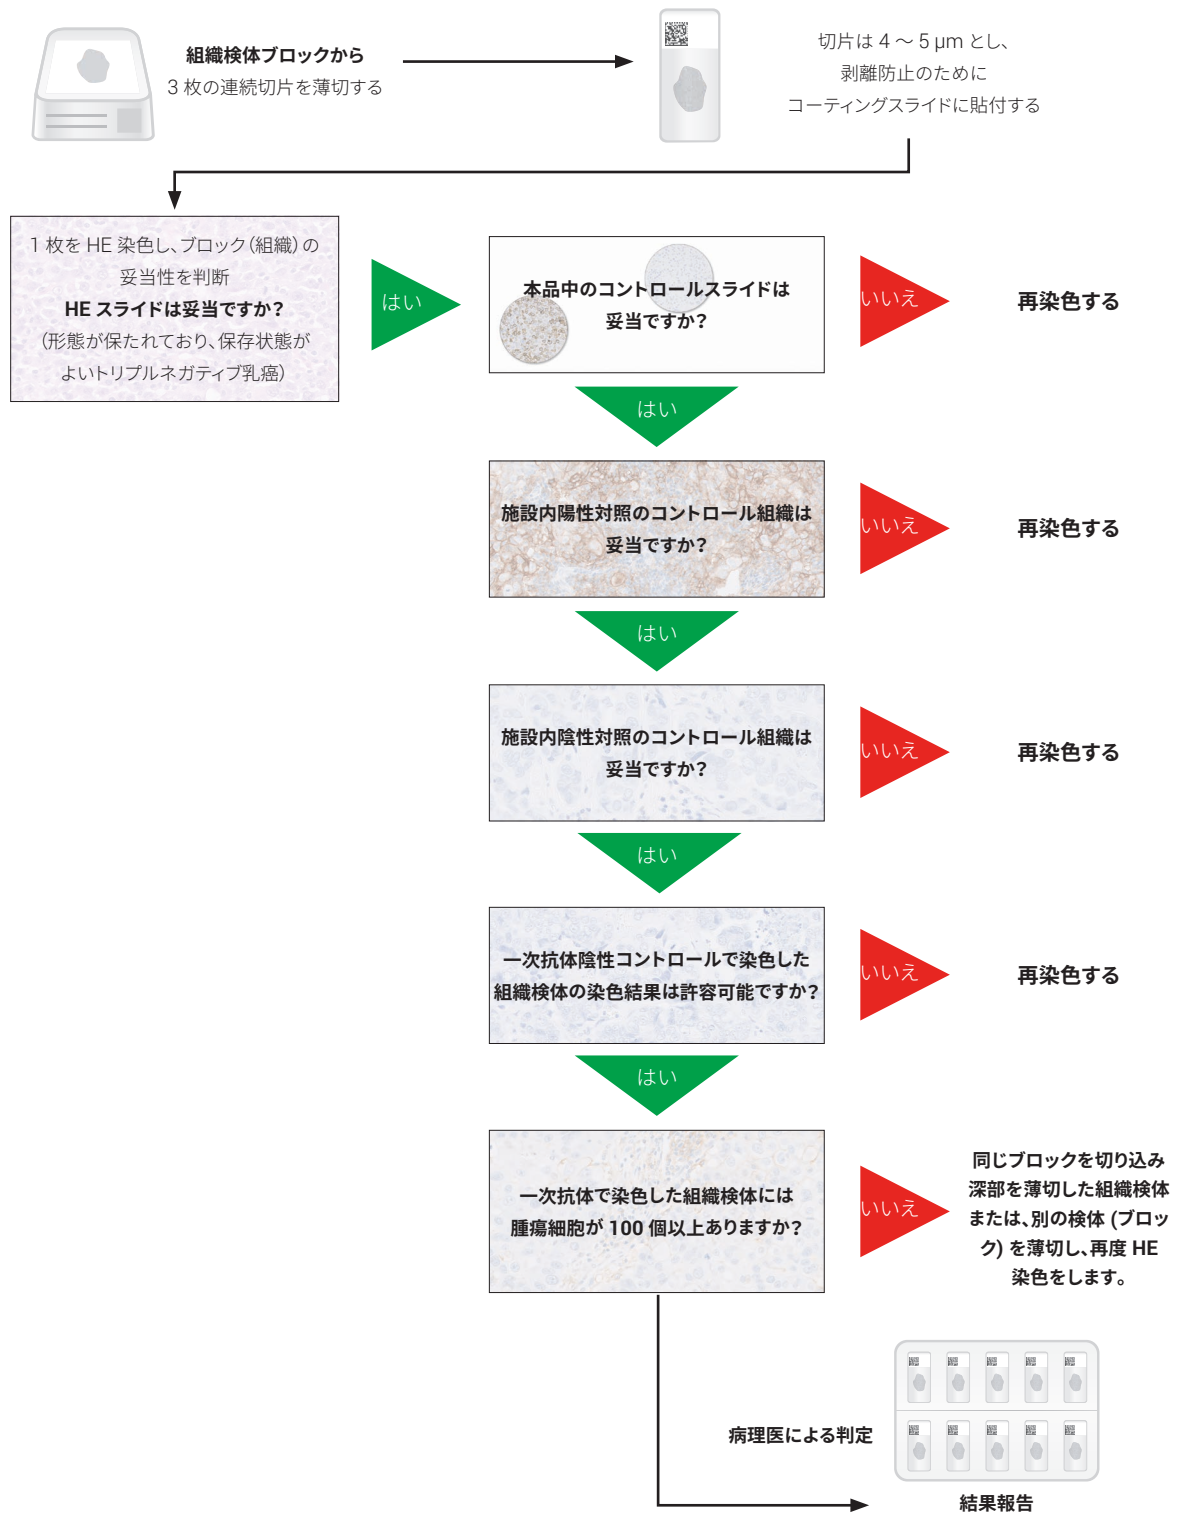 組織検体ブロックから
3 枚の連続切片を薄切する
切片は 4 ～ 5 μm とし、
剥離防止のために
コーティングスライドに貼付する
1 枚を HE 染色し、ブロック（組織）の
妥当性を判断
HE スライドは妥当ですか？
（形態が保たれており、保存状態が
よいトリプルネガティブ乳癌）
はい
本品中のコントロールスライドは
妥当ですか？
いいえ
再染色する
はい
施設内陽性対照のコントロール組織は
妥当ですか？
いいえ
再染色する
はい
施設内陰性対照のコントロール組織は
妥当ですか？
いいえ
再染色する
はい
一次抗体陰性コントロールで染色した
組織検体の染色結果は許容可能ですか？
いいえ
再染色する
はい
一次抗体で染色した組織検体には
腫瘍細胞が 100 個以上ありますか？
いいえ
同じブロックを切り込み
深部を薄切した組織検体
または、別の検体 (ブロッ
ク) を薄切し、再度 HE
染色をします。
病理医による判定
結果報告